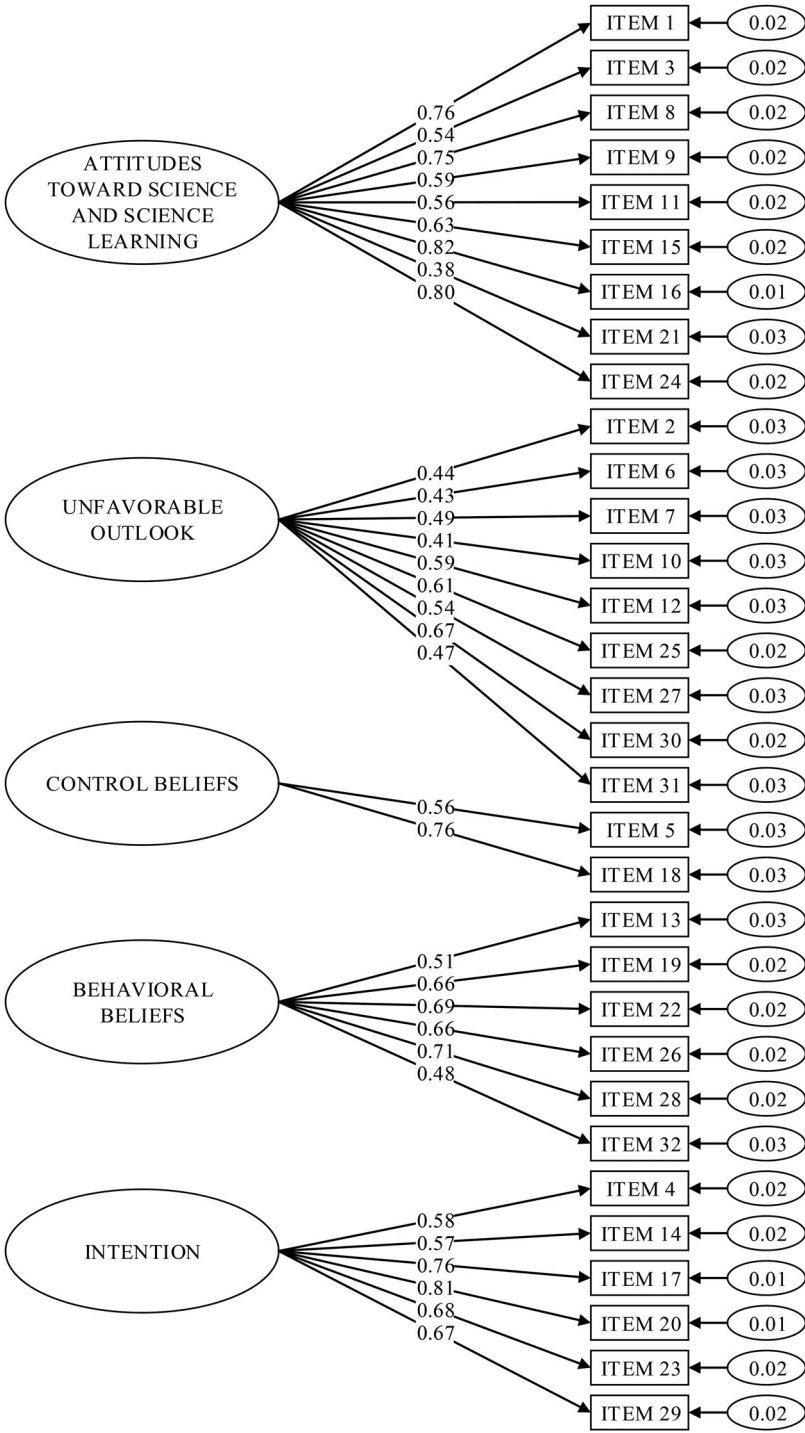 ATTITUDES
TOWARD SCIENCE
AND SCIENCE
LEARNING
0.76
0.54
0.75
0.59
0.56
0.63
0.82
0.38
0.80
ITEM 1 0.02
ITEM 3 0.02
ITEM 8 0.02
ITEM 9 0.02
ITEM 11 0.02
ITEM 15 0.02
ITEM 16 0.01
ITEM 21 0.03
ITEM 24 0.02
UNFAVORABLE
OUTLOOK
0.44
0.43
0.49
0.41
0.59
0.61
0.54
0.67
0.47
ITEM 2 0.03
ITEM 6 0.03
ITEM 7 0.03
ITEM 10 0.03
ITEM 12 0.03
ITEM 25 0.02
ITEM 27 0.03
ITEM 30 0.02
ITEM 31 0.03
CONTROL BELIEFS
0.56
0.76
ITEM 5 0.03
ITEM 18 0.03
BEHAVIORAL
BELIEFS
0.51
0.66
0.69
0.66
0.71
0.48
ITEM 13 0.03
ITEM 19 0.02
ITEM 22 0.02
ITEM 26 0.02
ITEM 28 0.02
ITEM 32 0.03
INTENTION
0.58
0.57
0.76
0.81
0.68
0.67
ITEM 4 0.02
ITEM 14 0.02
ITEM 17 0.01
ITEM 20 0.01
ITEM 23 0.02
ITEM 29 0.02